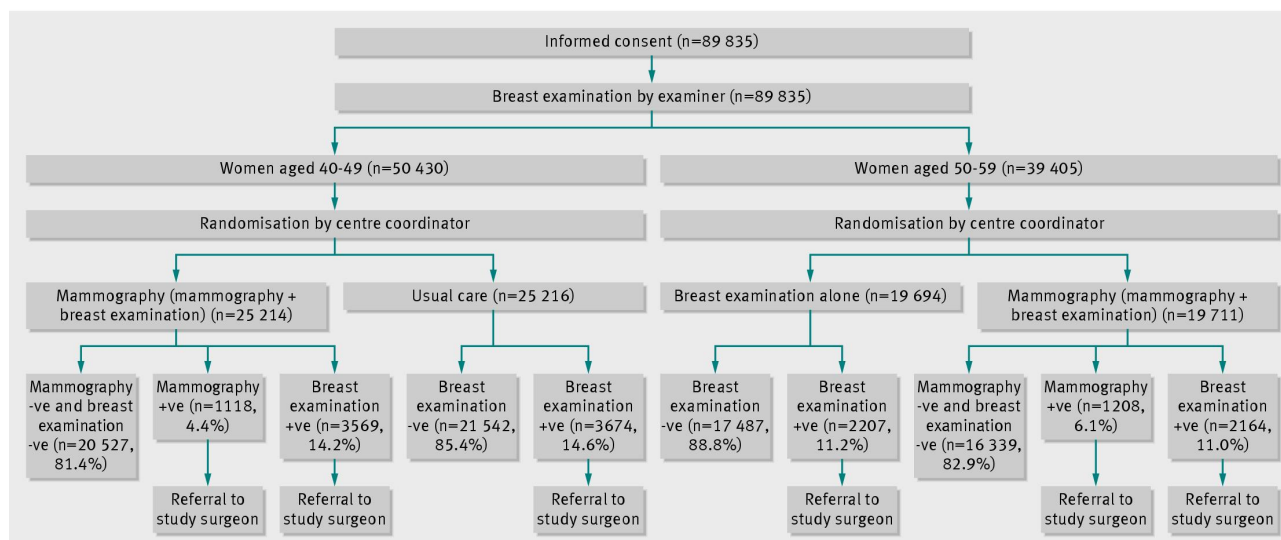 Informed consent (n=89 835)
Breast examination by examiner (n=89 835)
Women aged 40-49 (n=50 430)
Women aged 50-59 (n=39 405)
Randomisation by centre coordinator
Randomisation by centre coordinator
Mammography (mammography +
breast examination) (n=25 214)
Usual care (n=25 216)
Breast examination alone (n=19 694)
Mammography (mammography +
breast examination) (n=19 711)
Mammography
-ve and breast
examination
-ve (n=20 527,
81.4%)
Mammography
+ve (n=1118,
4.4%)
Breast
examination
+ve (n=3569,
14.2%)
Breast
examination
-ve (n=21 542,
85.4%)
Breast
examination
+ve (n=3674,
14.6%)
Breast
examination
-ve (n=17 487,
88.8%)
Breast
examination
+ve (n=2207,
11.2%)
Mammography
-ve and breast
examination
-ve (n=16 339,
82.9%)
Mammography
+ve (n=1208,
6.1%)
Breast
examination
+ve (n=2164,
11.0%)
Referral to
study surgeon
Referral to
study surgeon
Referral to
study surgeon
Referral to
study surgeon
Referral to
study surgeon
Referral to
study surgeon